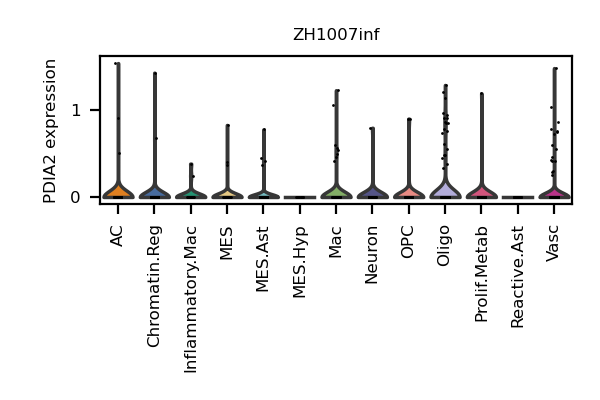 ZH1007inf
PDIA2 expression
1
0
AC
Chromatin.Reg
Inflammatory.Mac
MES
MES.Ast
MES.Hyp
Mac
Neuron
OPC
Oligo
Prolif.Metab
Reactive.Ast
Vasc